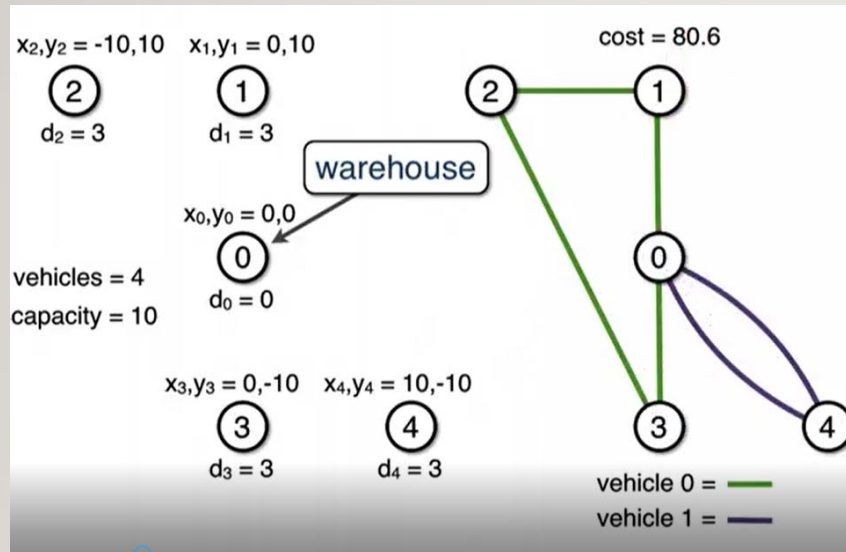 x₂,y₂ = -10,10 x₁,y₁ = 0,10
2 1
d₂ = 3 d₁ = 3
warehouse
x₀,y₀ = 0,0
0
d₀ = 0
vehicles = 4
capacity = 10
x₃,y₃ = 0,-10 x₄,y₄ = 10,-10
3 4
d₃ = 3 d₄ = 3
cost = 80.6
2 1
0
3 4
vehicle 0 =
vehicle 1 =